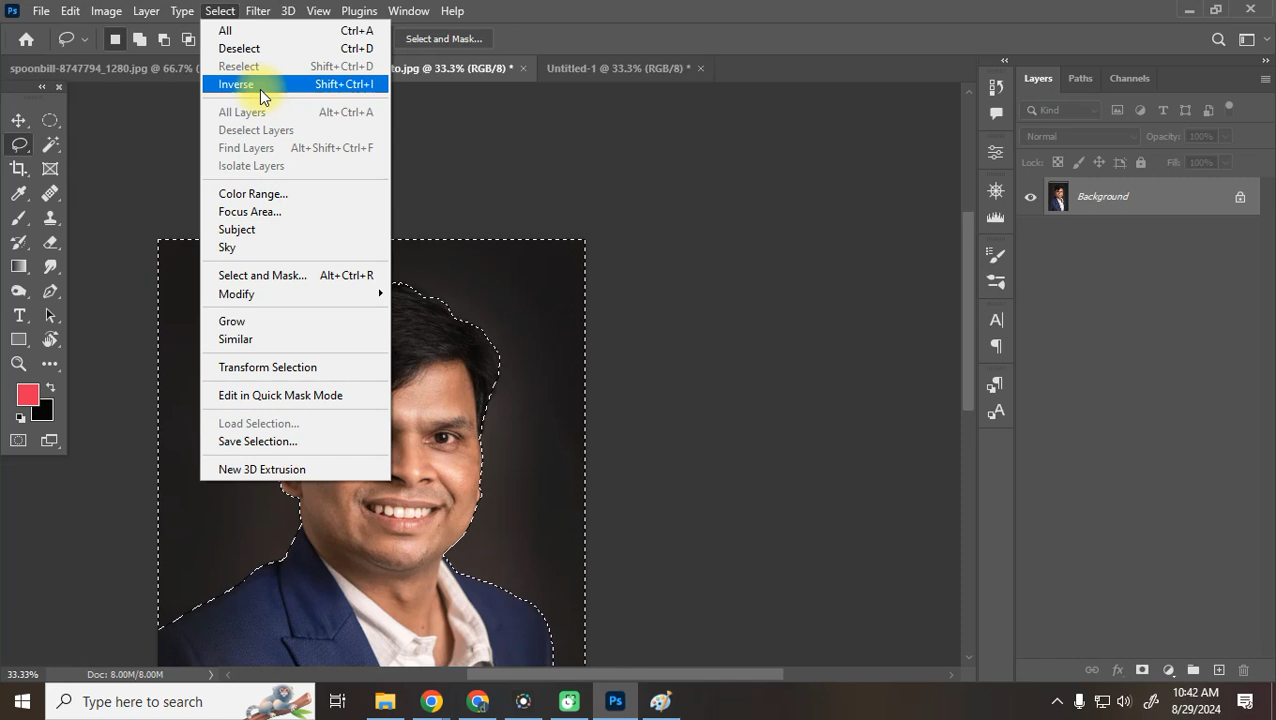 Ps File Edit Image Layer Type Select Filter 3D View Plugins Window Help
Select and Mask...
spoonbill-8747794_1280.jpg @ 66.7% to.jpg @ 33.3% (RGB/8) * × Untitled-1 @ 33.3% (RGB/8) * ×
All Ctrl+A
Deselect Ctrl+D
Reselect Shift+Ctrl+D
Inverse Shift+Ctrl+I
All Layers Alt+Ctrl+A
Deselect Layers
Find Layers Alt+Shift+Ctrl+F
Isolate Layers
Color Range...
Focus Area...
Subject
Sky
Select and Mask... Alt+Ctrl+R
Modify
Grow
Similar
Transform Selection
Edit in Quick Mask Mode
Load Selection...
Save Selection...
New 3D Extrusion
Layers Paths Channels
Kind
Normal Opacity: 100%
Lock: Fill: 100%
Background
33.33% Doc: 8.00M/8.00M
Type here to search
Ps
10:42 AM
8/29/2024